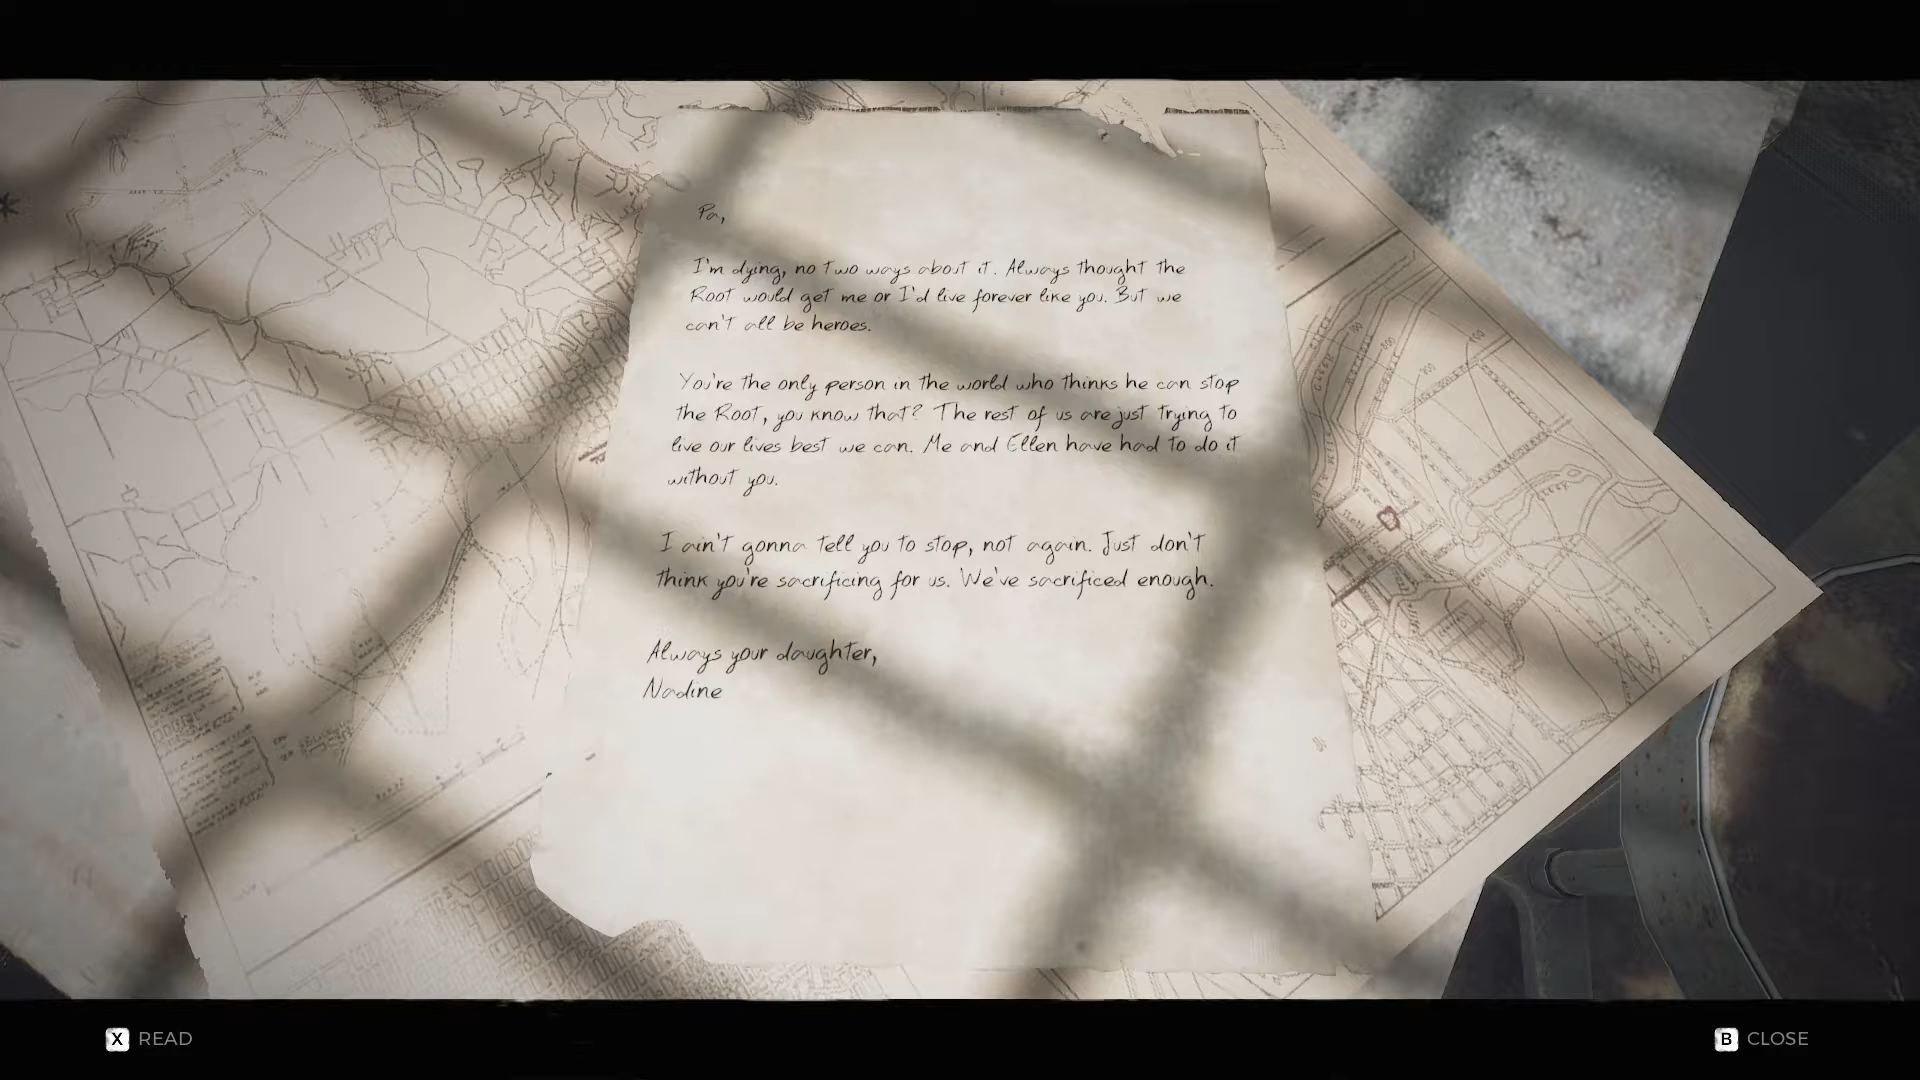 Pa,
I'm dying, no two ways about it. Always thought the
Root would get me or I'd live forever like you. But we
can't all be heroes.
You're the only person in the world who thinks he can stop
the Root, you know that? The rest of us are just trying to
live our lives best we can. Me and Ellen have had to do it
without you.
I ain't gonna tell you to stop, not again. Just don't
think you're sacrificing for us. We've sacrificed enough.
Always your daughter,
Nadine
X READ
B CLOSE